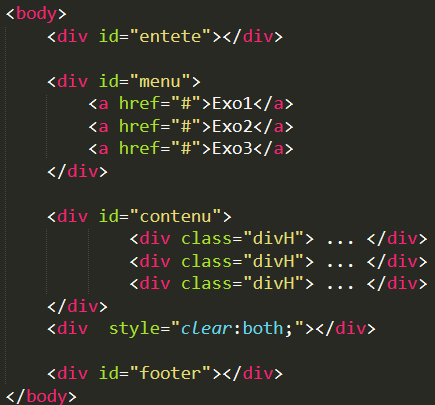 <body>
    <div id="entete"></div>

    <div id="menu">
        <a href="#">Exo1</a>
        <a href="#">Exo2</a>
        <a href="#">Exo3</a>
    </div>

    <div id="contenu">
            <div class="divH"> ... </div>
            <div class="divH"> ... </div>
            <div class="divH"> ... </div>
    </div>
    <div  style="clear:both;"></div>

    <div id="footer"></div>
</body>